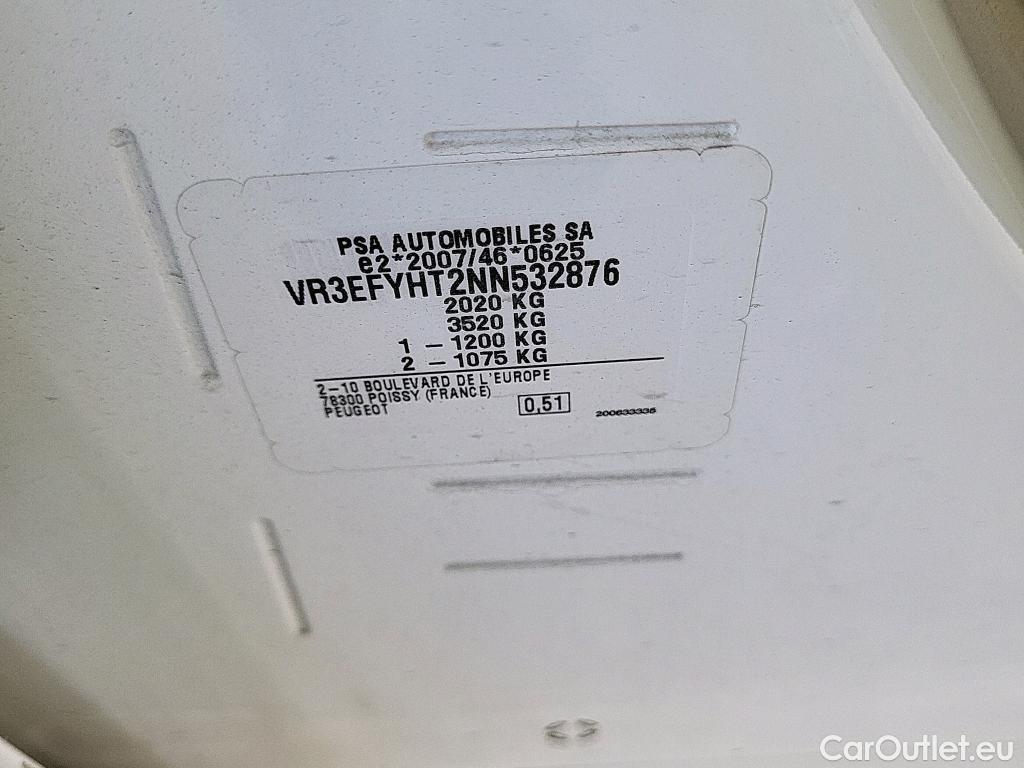 PSA AUTOMOBILES SA
e2*2007/46*0625
VR3EFYHT2NN532876
2020 KG
3520 KG
1 – 1200 KG
2 – 1075 KG
2–10 BOULEVARD DE L'EUROPE
78300 POISSY (FRANCE)
PEUGEOT
0,51
200633335
CarOutlet.eu